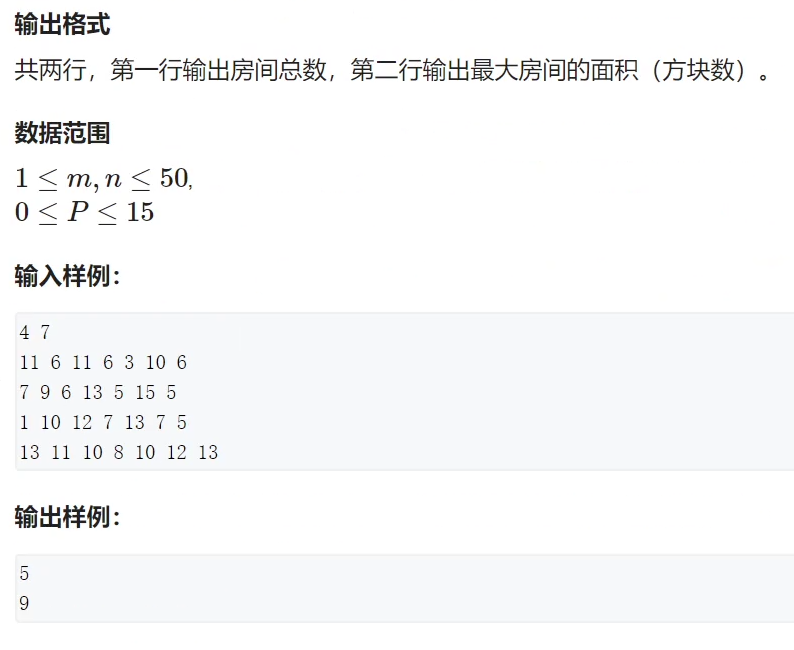 输出格式
共两行，第一行输出房间总数，第二行输出最大房间的面积（方块数）。
数据范围
1 ≤ m, n ≤ 50,
0 ≤ P ≤ 15
输入样例：
4 7
11 6 11 6 3 10 6
7 9 6 13 5 15 5
1 10 12 7 13 7 5
13 11 10 8 10 12 13
输出样例：
5
9